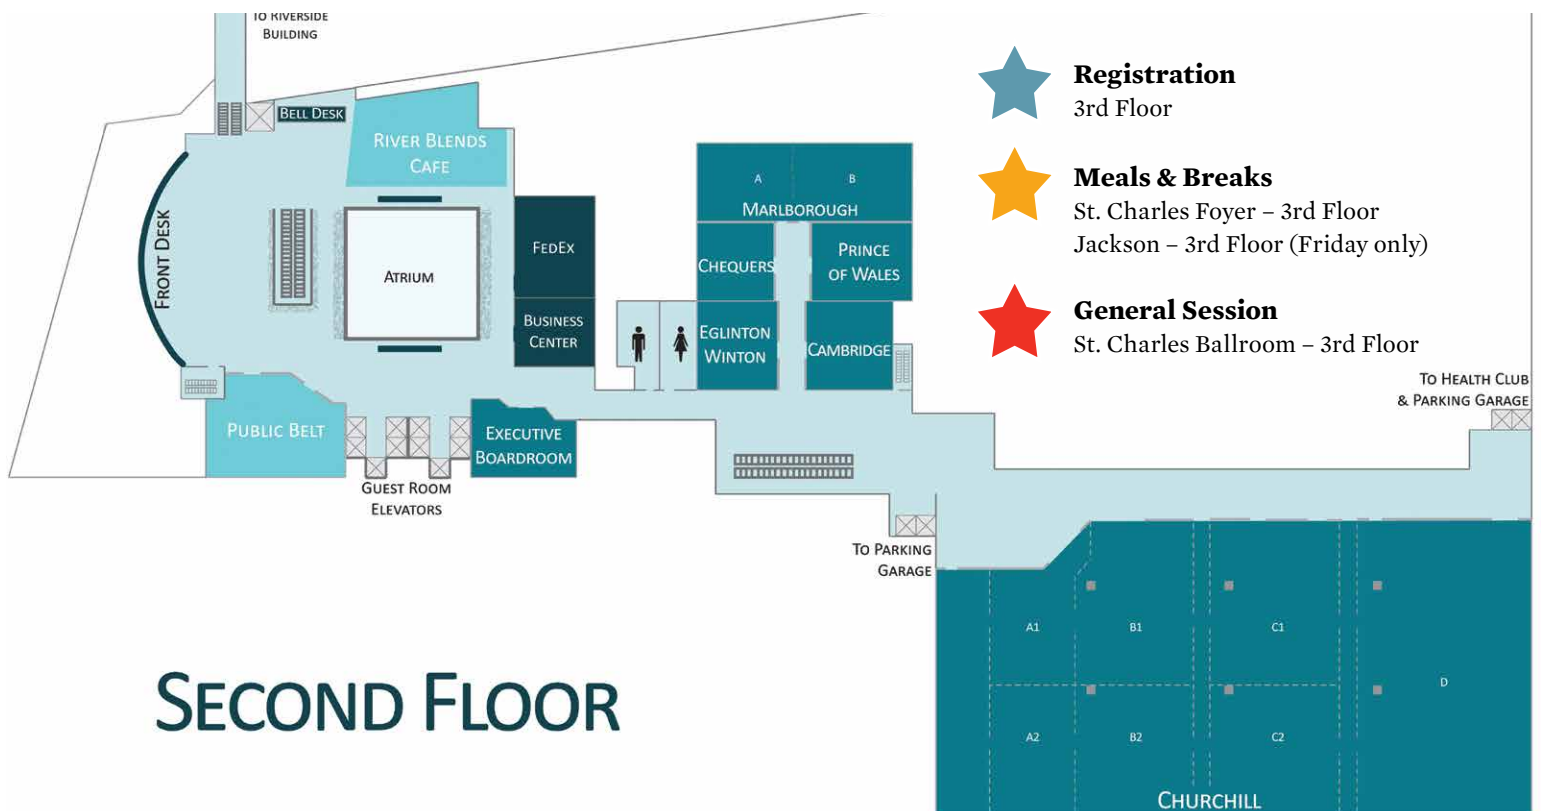 TO RIVERSIDE
BUILDING
BELL DESK
RIVER BLENDS
CAFE
FRONT DESK
ATRIUM
FEDEX
BUSINESS
CENTER
PUBLIC BELT
GUEST ROOM
ELEVATORS
EXECUTIVE
BOARDROOM
A
B
MARLBOROUGH
CHEQUERS
PRINCE
OF WALES
EGLINTON
WINTON
CAMBRIDGE
Registration
3rd Floor
Meals & Breaks
St. Charles Foyer – 3rd Floor
Jackson – 3rd Floor (Friday only)
General Session
St. Charles Ballroom – 3rd Floor
TO HEALTH CLUB
& PARKING GARAGE
TO PARKING
GARAGE
A1
B1
C1
D
A2
B2
C2
CHURCHILL
SECOND FLOOR